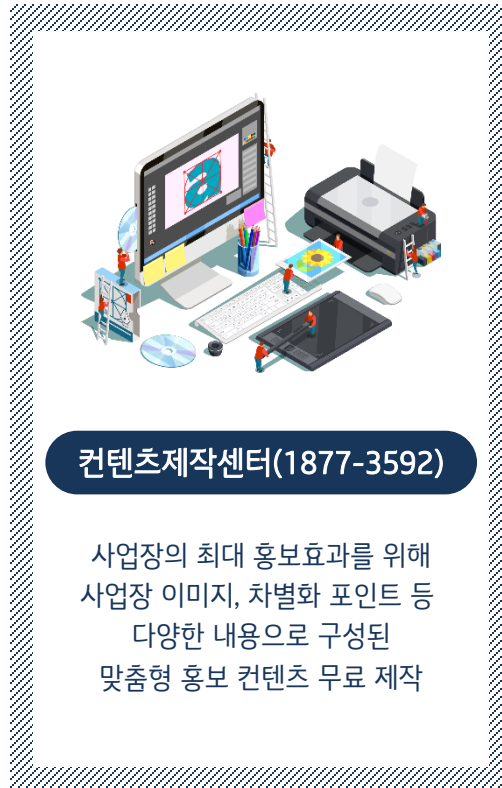 컨텐츠제작센터(1877-3592)
사업장의 최대 홍보효과를 위해
사업장 이미지, 차별화 포인트 등
다양한 내용으로 구성된
맞춤형 홍보 컨텐츠 무료 제작